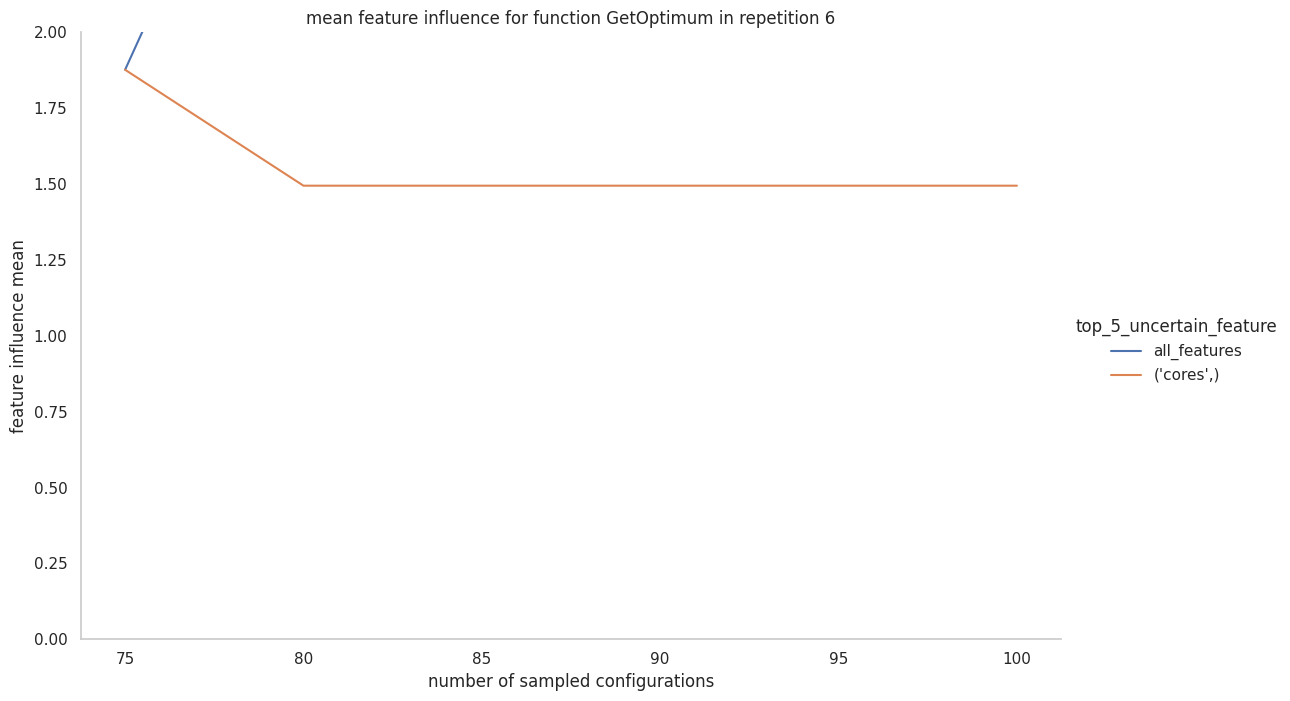 mean feature influence for function GetOptimum in repetition 6
2.00
1.75
1.50
1.25
1.00
0.75
0.50
0.25
0.00
feature influence mean
75
80
85
90
95
100
number of sampled configurations
top_5_uncertain_feature
all_features
('cores',)